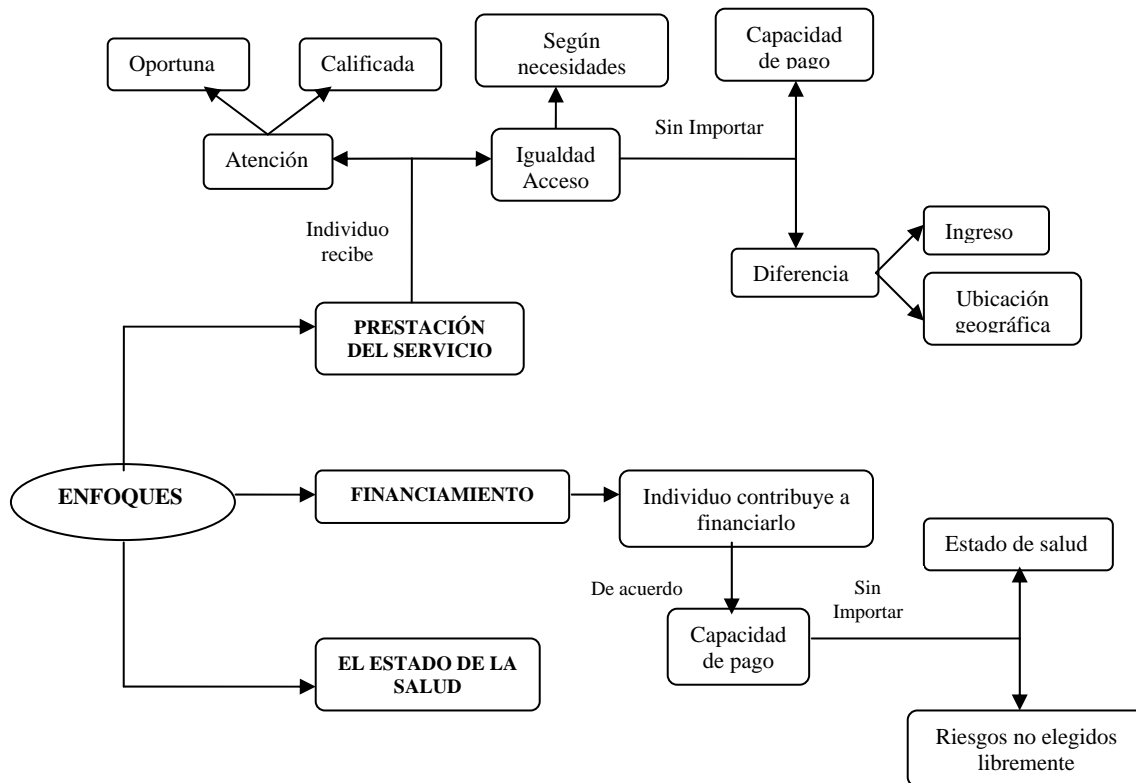 Oportuna
Calificada
Según
necesidades
Capacidad
de pago
Atención
Igualdad
Acceso
Sin Importar
Individuo
recibe
Ingreso
Diferencia
Ubicación
geográfica
PRESTACIÓN
DEL SERVICIO
ENFOQUES
FINANCIAMIENTO
Individuo contribuye a
financiarlo
Estado de salud
De acuerdo
Sin
Importar
Capacidad
de pago
EL ESTADO DE LA
SALUD
Riesgos no elegidos
libremente